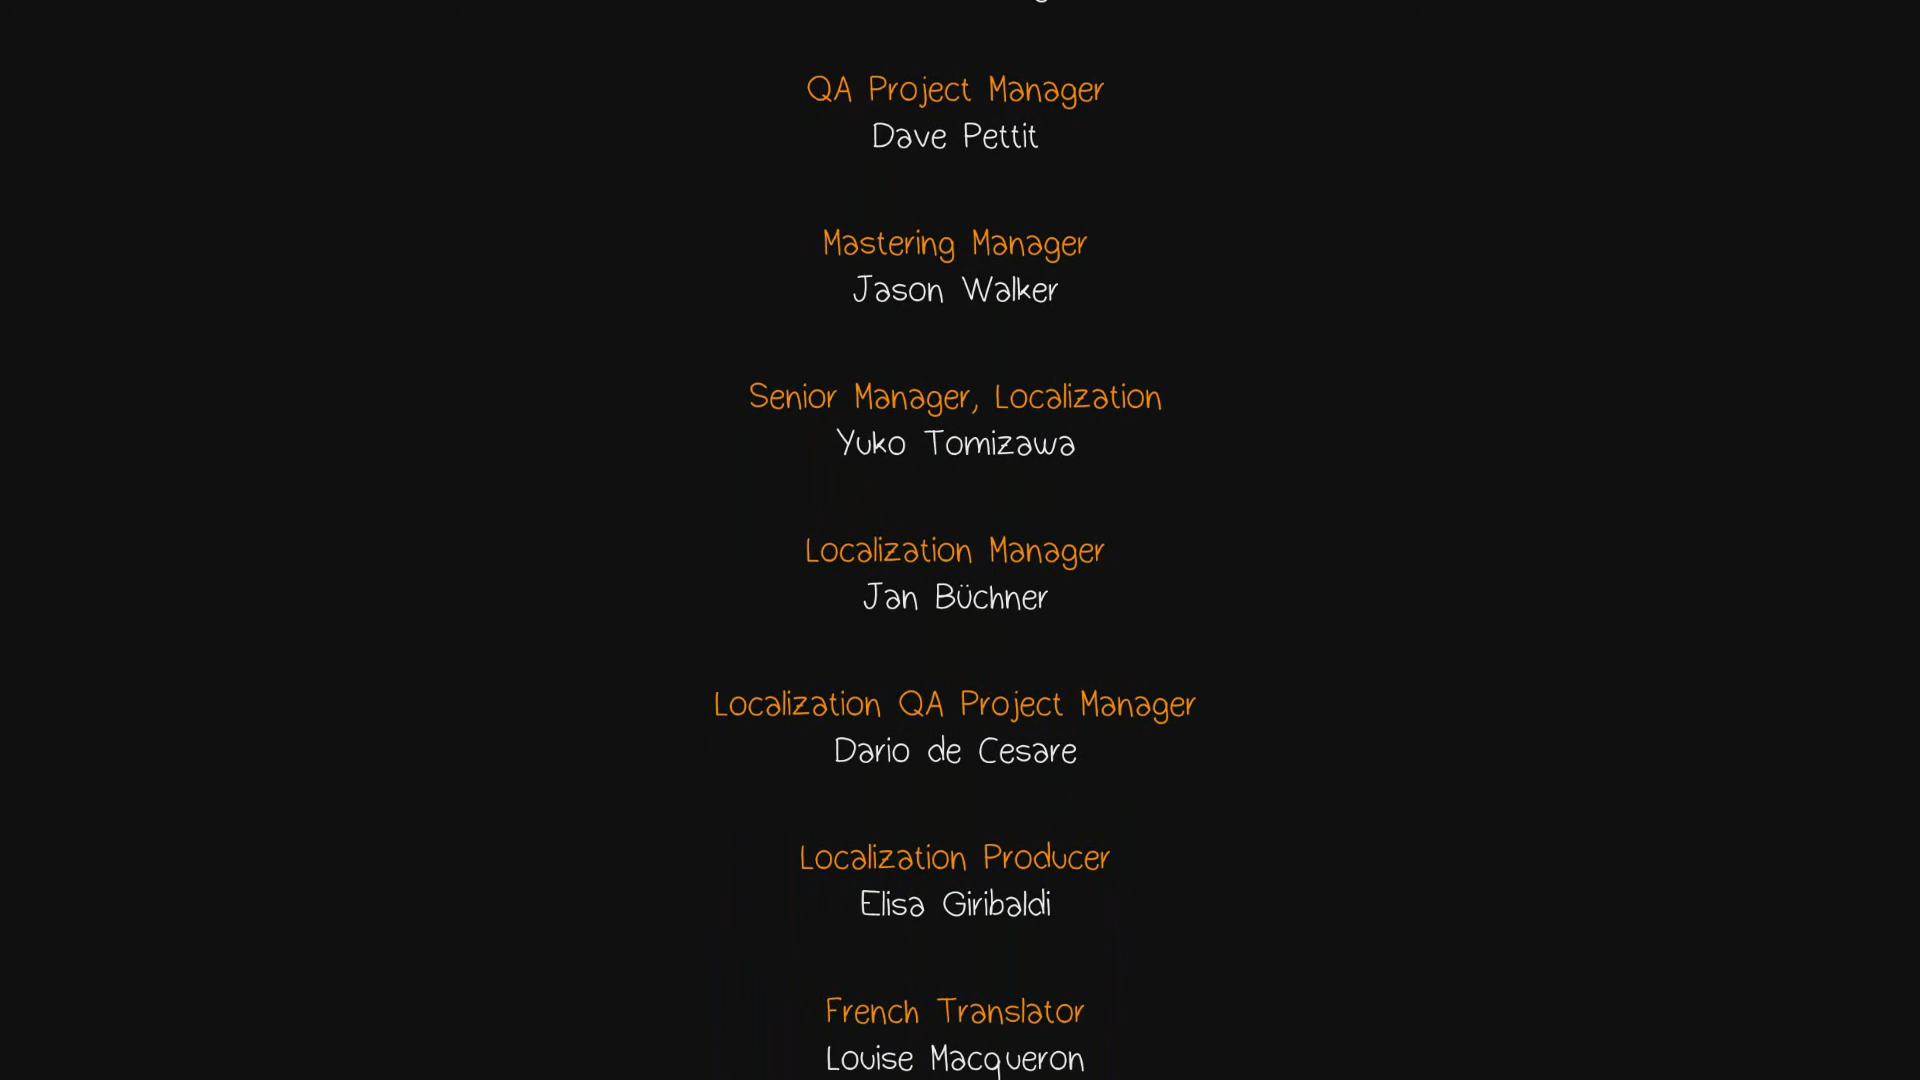 QA Project Manager
Dave Pettit
Mastering Manager
Jason Walker
Senior Manager, Localization
Yuko Tomizawa
Localization Manager
Jan Büchner
Localization QA Project Manager
Dario de Cesare
Localization Producer
Elisa Giribaldi
French Translator
Louise Macqueron